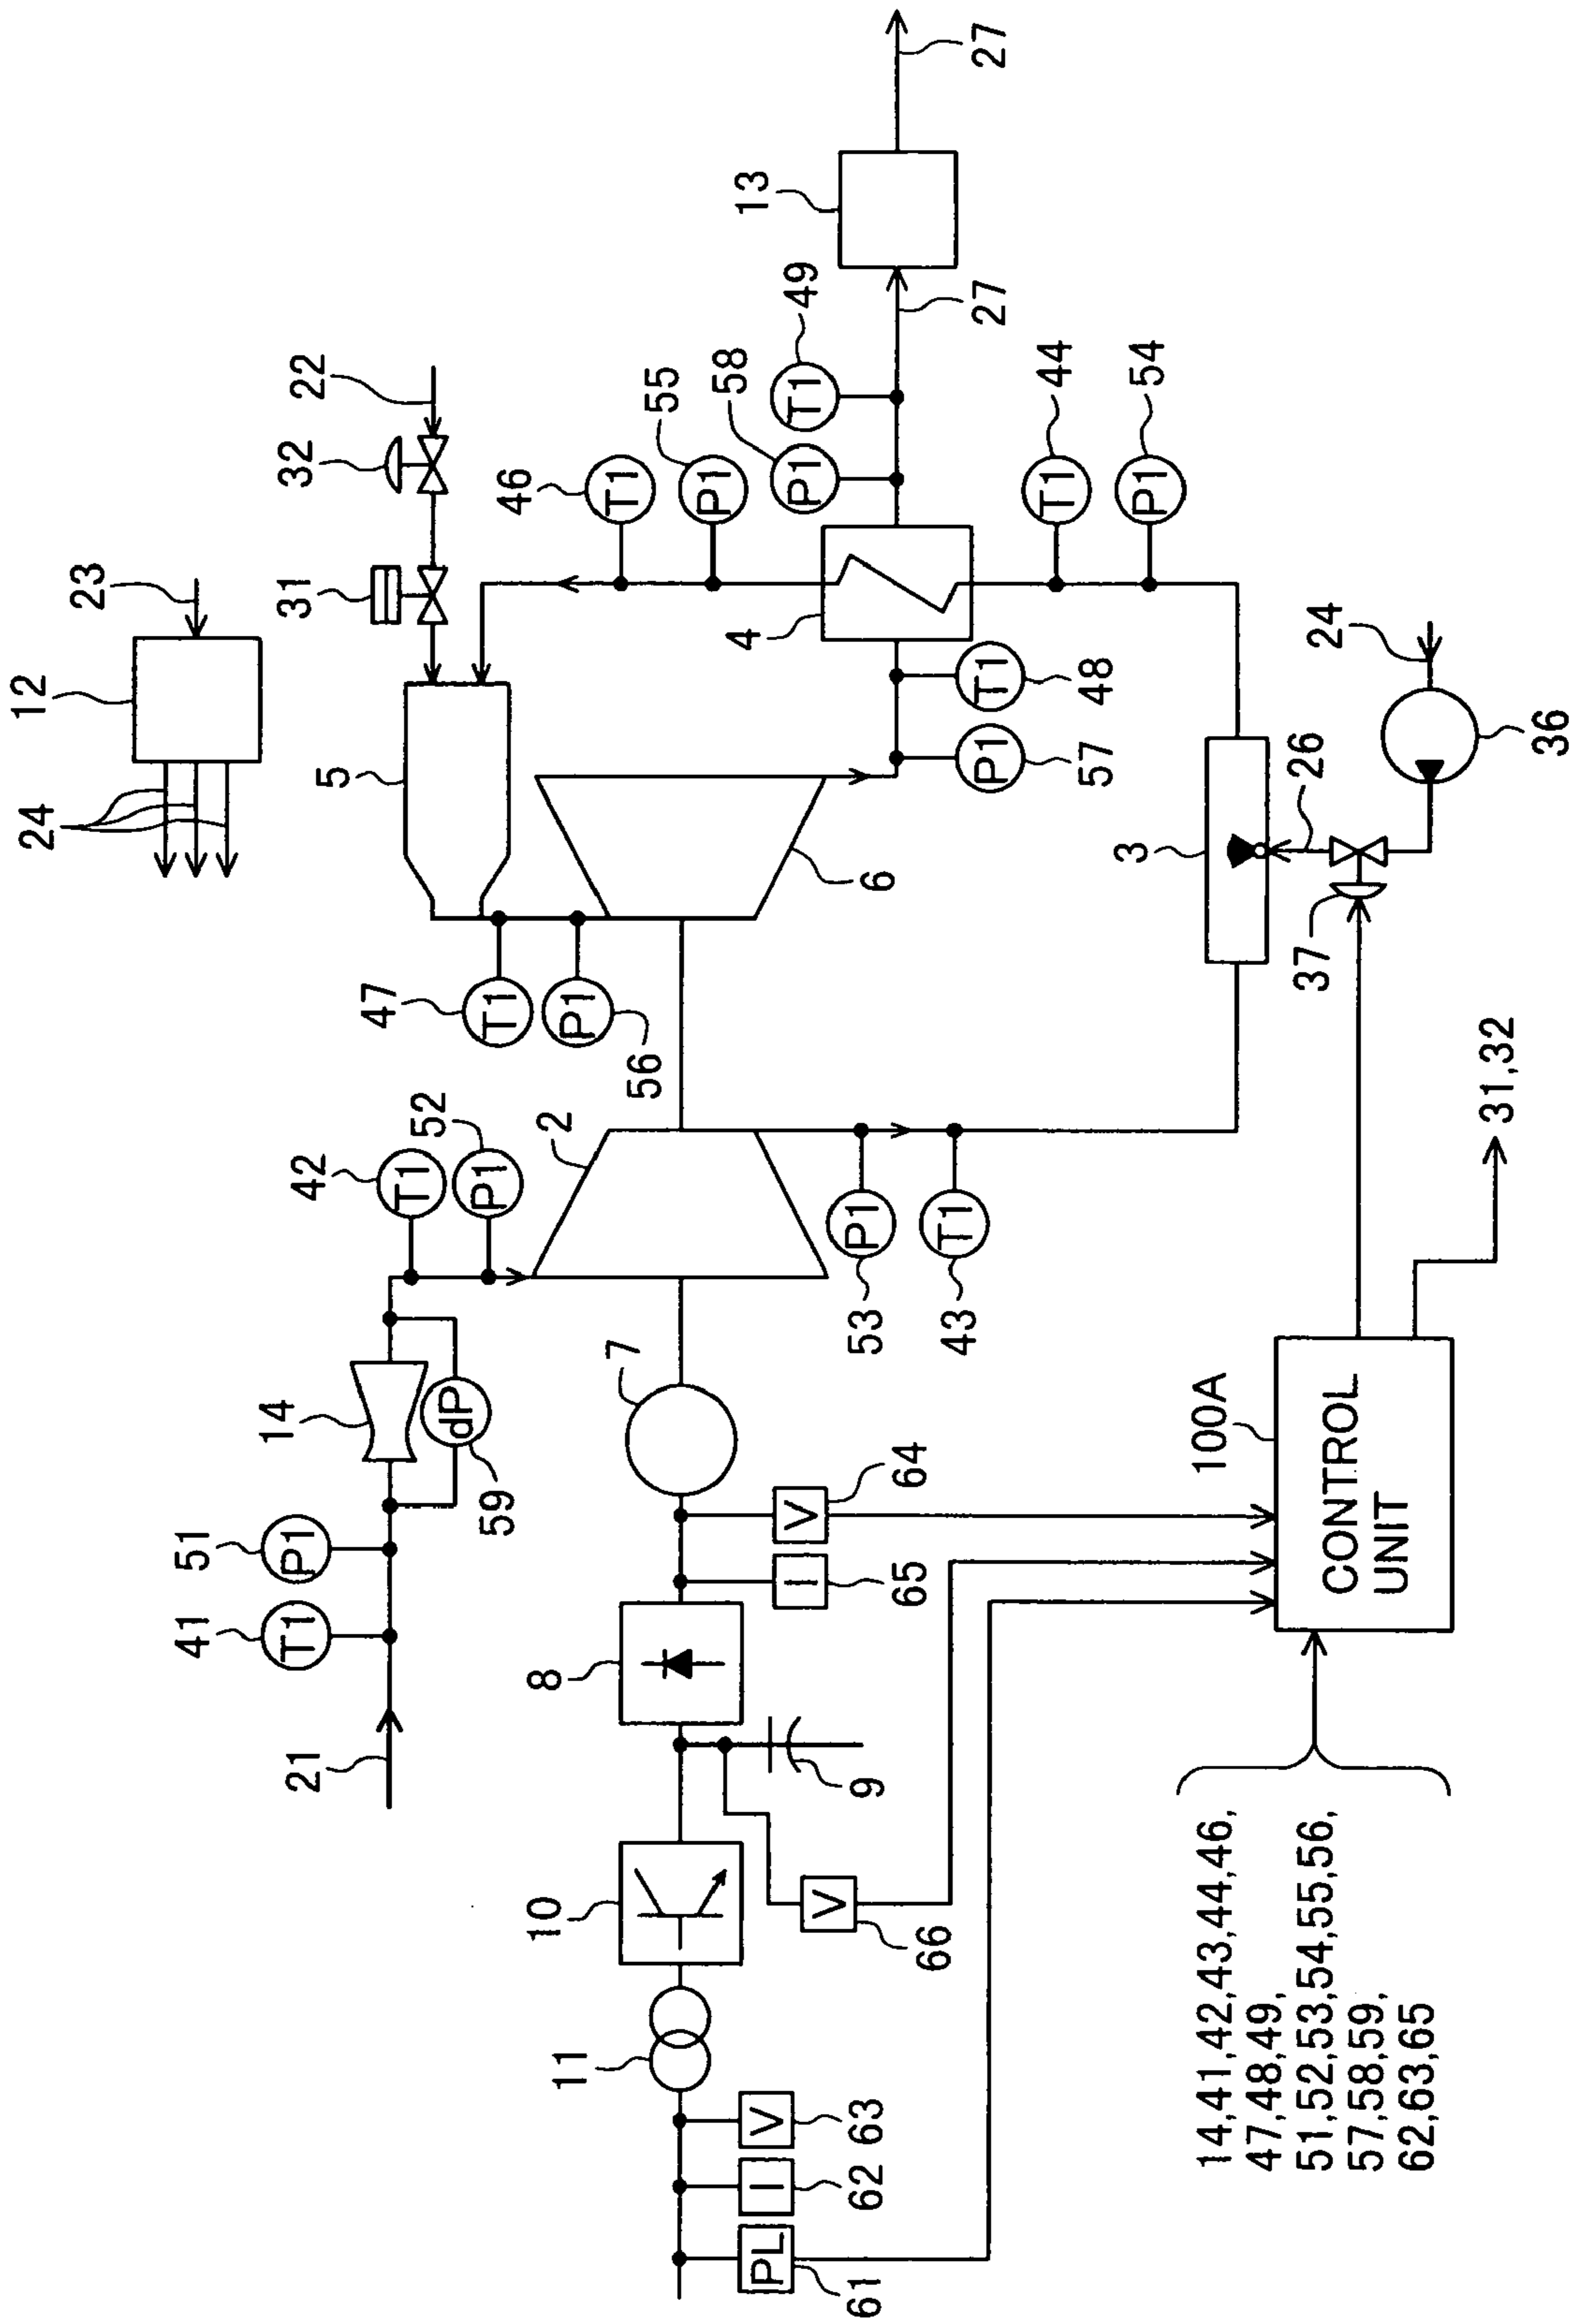 24
12
23
41
51
T1
P1
21
14
42
31
32
22
5
47
T1
52
dP
P1
59
T1
46
10
8
2
P1
T1
11
7
56
55
P1
4
58
13
PL
I
V
I
V
P1
T1
49
V
61
62
63
9
53
P1
6
66
65
64
43
T1
P1
T1
27
27
57
48
T1
44
3
P1
54
100A
14,41,42,43,44,46,
47,48,49,
51,52,53,54,55,56,
57,58,59,
62,63,65
CONTROL
UNIT
37
26
24
31,32
36